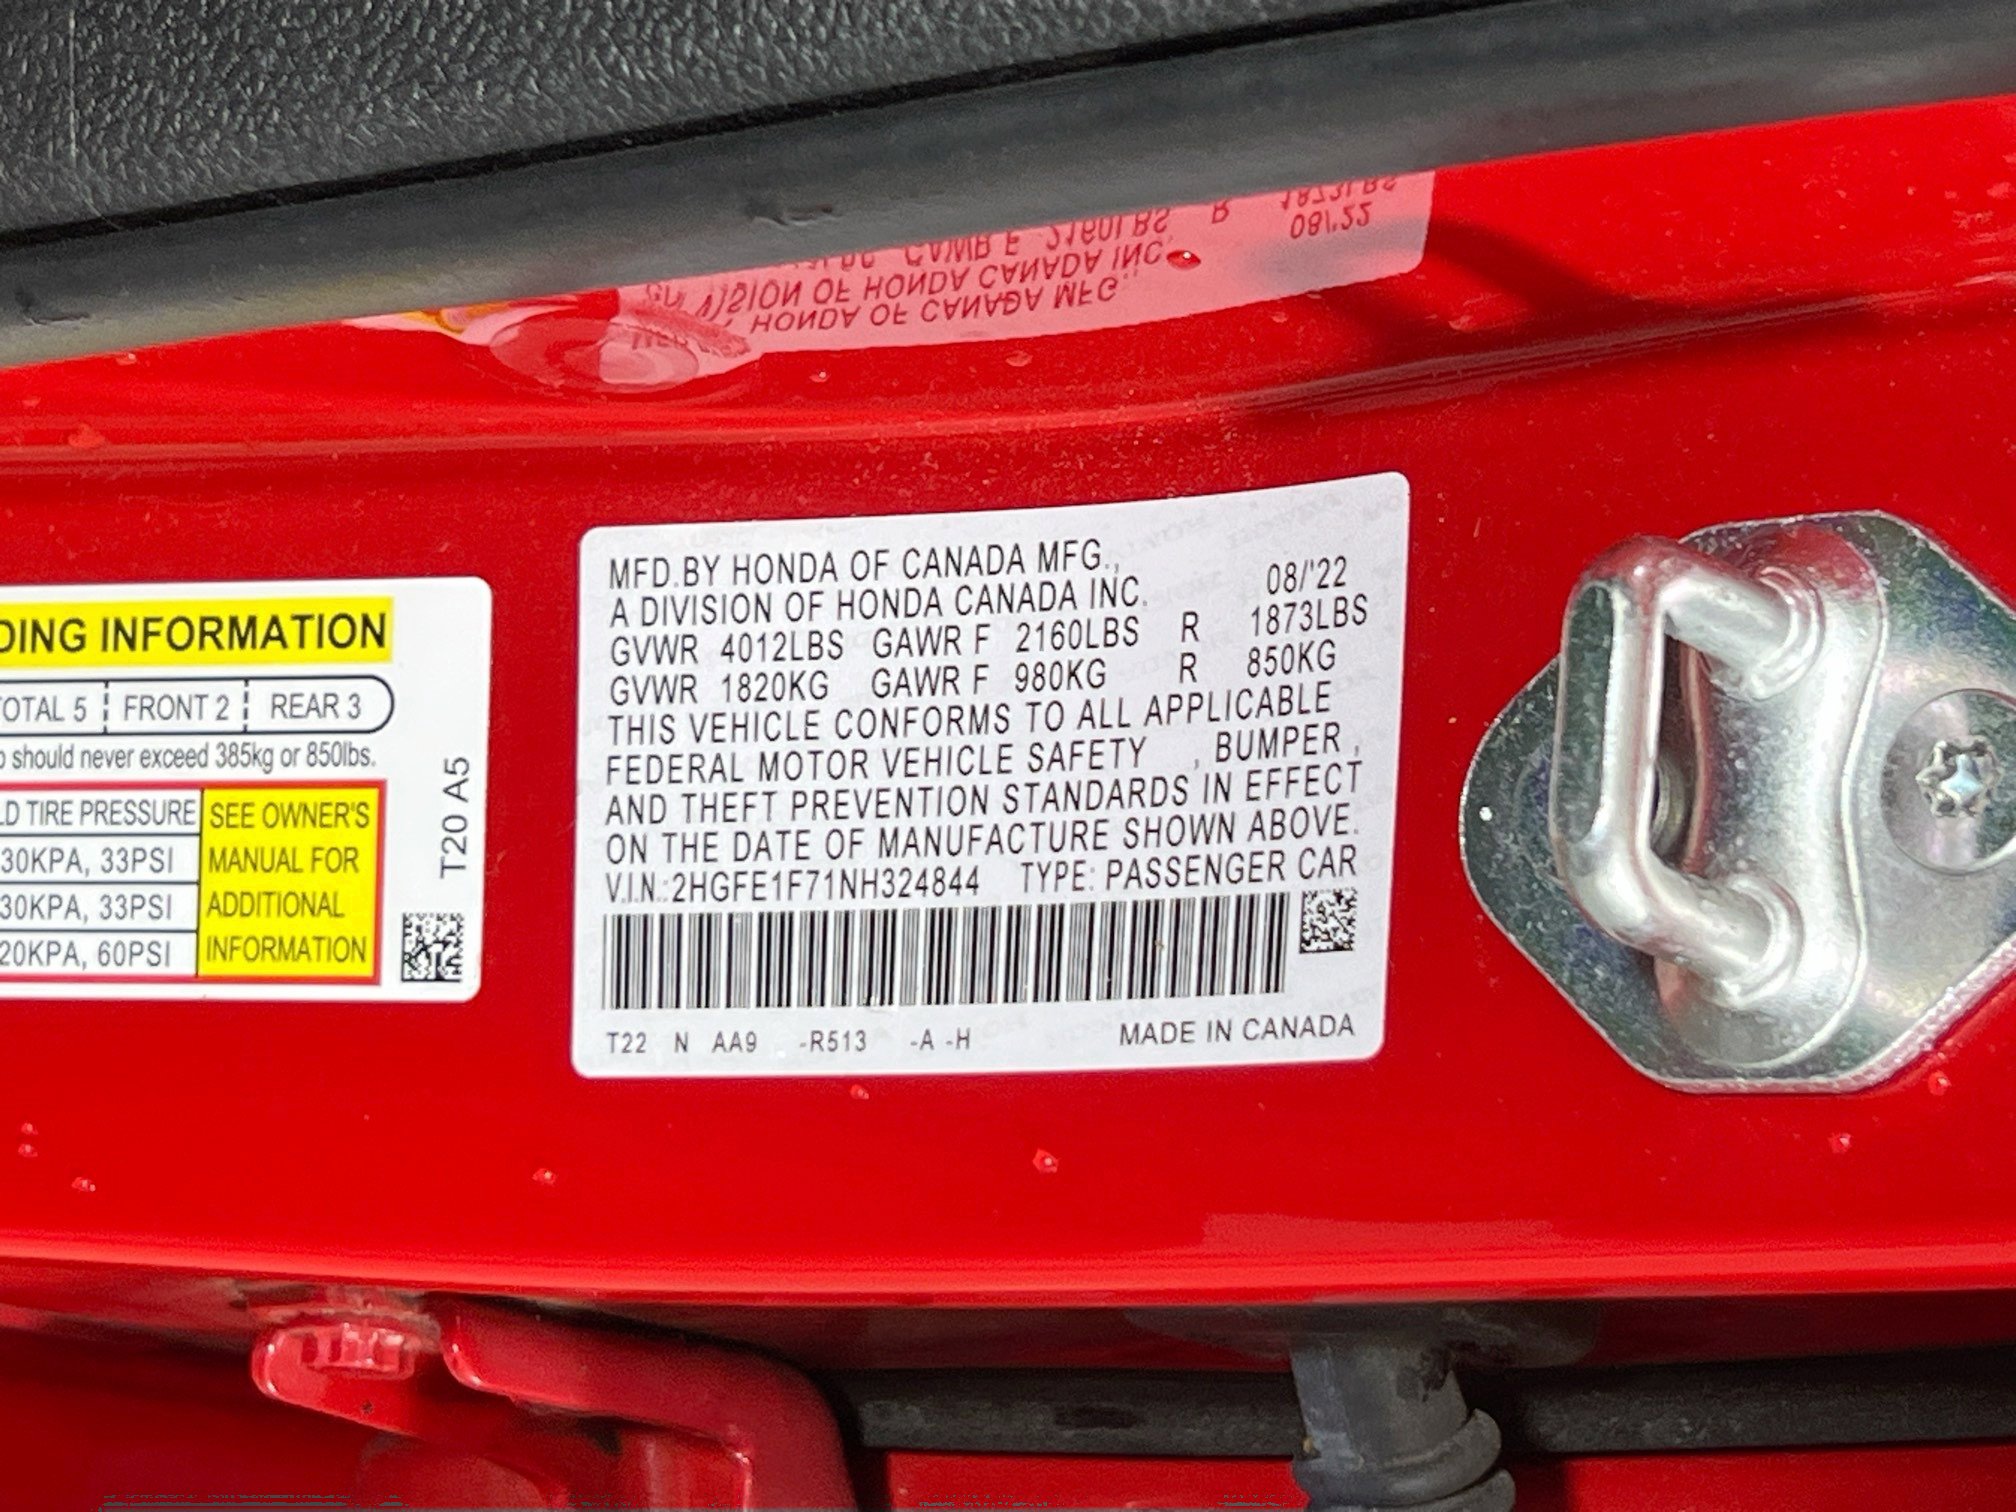 DING INFORMATION
TOTAL 5 FRONT 2 REAR 3
should never exceed 385kg or 850lbs.
LD TIRE PRESSURE
30KPA, 33PSI
30KPA, 33PSI
20KPA, 60PSI
SEE OWNER'S
MANUAL FOR
ADDITIONAL
INFORMATION
T20 A5
MFD.BY HONDA OF CANADA MFG.,
A DIVISION OF HONDA CANADA INC. 08/'22
GVWR 4012LBS GAWR F 2160LBS R 1873LBS
GVWR 1820KG GAWR F 980KG R 850KG
THIS VEHICLE CONFORMS TO ALL APPLICABLE
FEDERAL MOTOR VEHICLE SAFETY , BUMPER ,
AND THEFT PREVENTION STANDARDS IN EFFECT
ON THE DATE OF MANUFACTURE SHOWN ABOVE.
V.I.N.:2HGFE1F71NH324844 TYPE: PASSENGER CAR
T22 N AA9 -R513 -A -H MADE IN CANADA